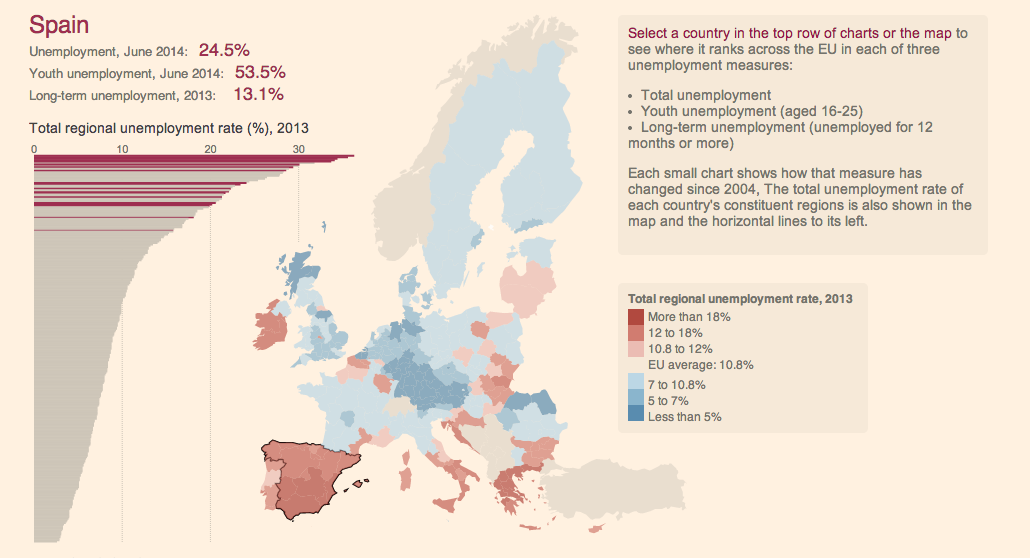 Spain
Unemployment, June 2014: 24.5%
Youth unemployment, June 2014: 53.5%
Long-term unemployment, 2013: 13.1%
Total regional unemployment rate (%), 2013
0 10 20 30
Select a country in the top row of charts or the map to
see where it ranks across the EU in each of three
unemployment measures:
• Total unemployment
• Youth unemployment (aged 16-25)
• Long-term unemployment (unemployed for 12
months or more)
Each small chart shows how that measure has
changed since 2004, The total unemployment rate of
each country's constituent regions is also shown in the
map and the horizontal lines to its left.
Total regional unemployment rate, 2013
More than 18%
12 to 18%
10.8 to 12%
EU average: 10.8%
7 to 10.8%
5 to 7%
Less than 5%